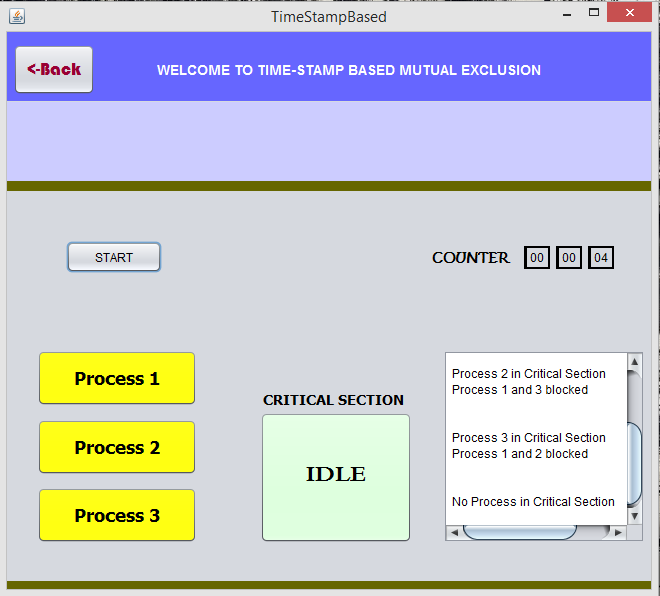 TimeStampBased
<-Back
WELCOME TO TIME-STAMP BASED MUTUAL EXCLUSION
START
COUNTER 00 00 04
Process 1
Process 2
Process 3
CRITICAL SECTION
IDLE
Process 2 in Critical Section
Process 1 and 3 blocked
Process 3 in Critical Section
Process 1 and 2 blocked
No Process in Critical Section